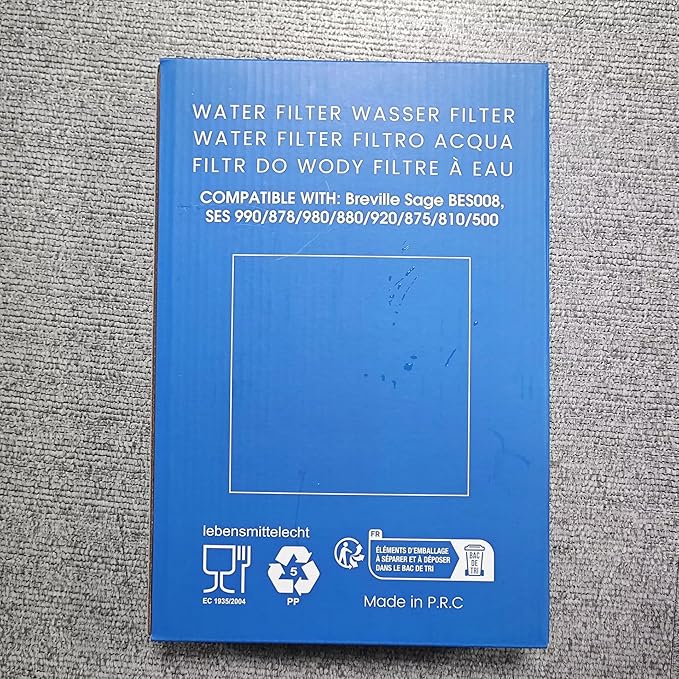 WATER FILTER WASSER FILTER
WATER FILTER FILTRO ACQUA
FILTR DO WODY FILTRE À EAU
COMPATIBLE WITH: Breville Sage BES008,
SES 990/878/980/880/920/875/810/500
lebensmittelecht
EC 1935/2004
5
PP
FR
ÉLÉMENTS D'EMBALLAGE
À SÉPARER ET À DÉPOSER
DANS LE BAC DE TRI
BAC
DE
TRI
Made in P.R.C